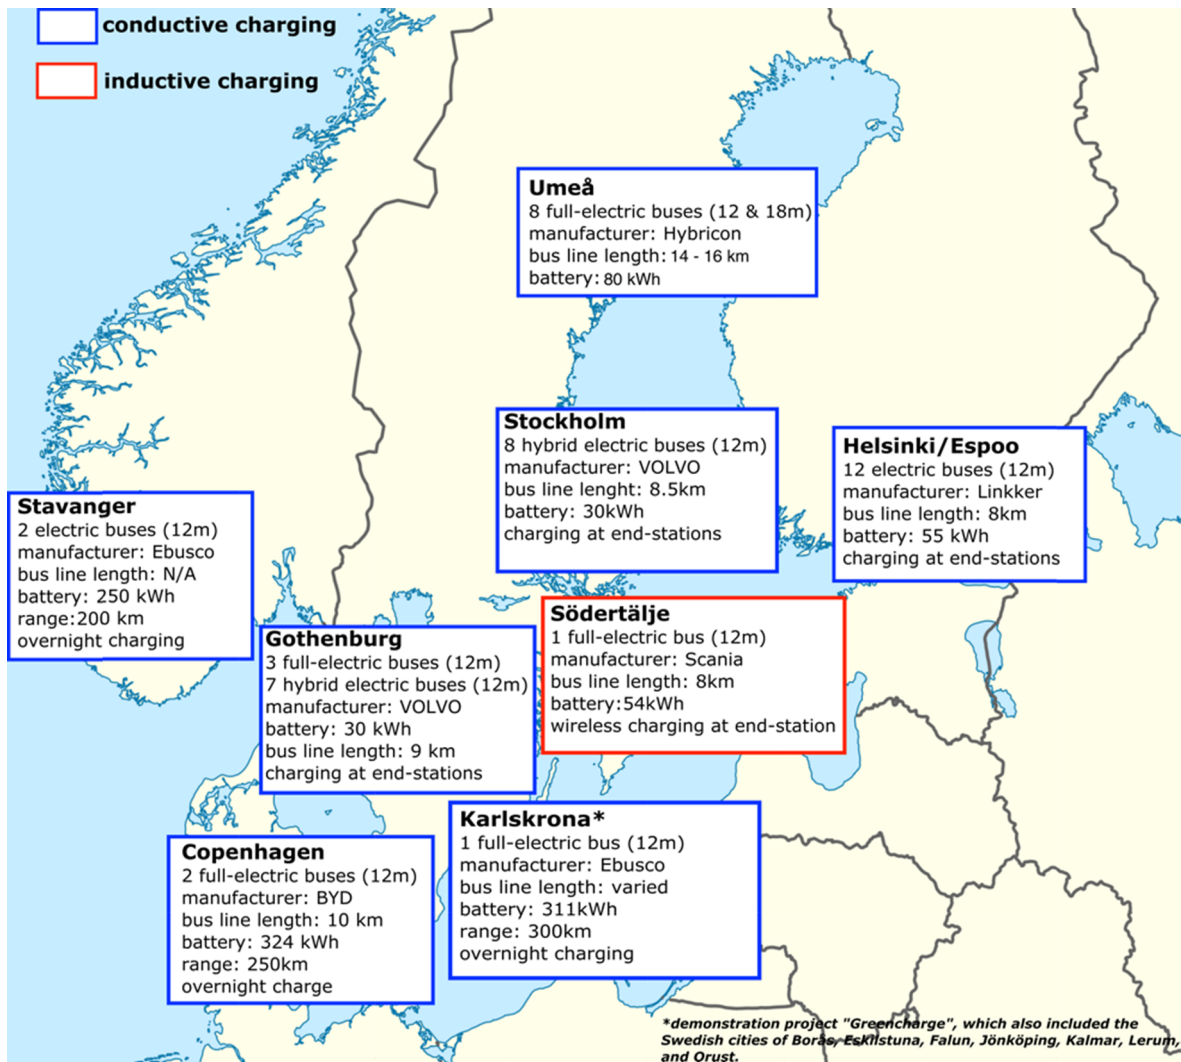 conductive charging
inductive charging
Umeå
8 full-electric buses (12 & 18m)
manufacturer: Hybricon
bus line length: 14 - 16 km
battery: 80 kWh
Stockholm
8 hybrid electric buses (12m)
manufacturer: VOLVO
bus line lenght: 8.5km
battery: 30kWh
charging at end-stations
Helsinki/Espoo
12 electric buses (12m)
manufacturer: Linkker
bus line length: 8km
battery: 55 kWh
charging at end-stations
Stavanger
2 electric buses (12m)
manufacturer: Ebusco
bus line length: N/A
battery: 250 kWh
range:200 km
overnight charging
Gothenburg
3 full-electric buses (12m)
7 hybrid electric buses (12m)
manufacturer: VOLVO
battery: 30 kWh
bus line length: 9 km
charging at end-stations
Södertälje
1 full-electric bus (12m)
manufacturer: Scania
bus line length: 8km
battery:54kWh
wireless charging at end-station
Copenhagen
2 full-electric buses (12m)
manufacturer: BYD
bus line length: 10 km
battery: 324 kWh
range: 250km
overnight charge
Karlskrona*
1 full-electric bus (12m)
manufacturer: Ebusco
bus line length: varied
battery: 311kWh
range: 300km
overnight charging
*demonstration project "Greencharge", which also included the
Swedish cities of Borås, Eskilstuna, Falun, Jönköping, Kalmar, Lerum,
and Orust.